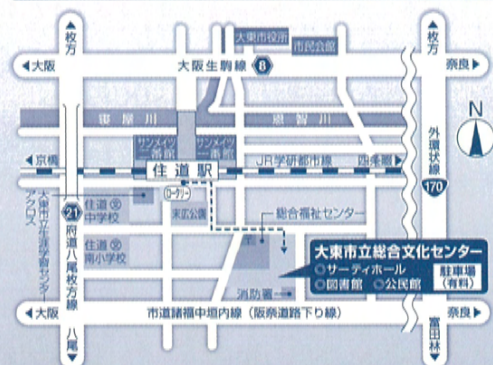 枚方
枚方
大東市役所
市民会館
大阪
大阪生駒線
8
奈良
寝屋川
恩智川
N
サンメイツ
二番館
サンメイツ
一番館
京橋
住道駅
JR学研都市線
四条畷
外環状線
170
ロータリー
住道
中学校
文
末広公園
総合福祉センター
大東市立生涯学習センター
アクロス
21
府道八尾枚方線
住道
南小学校
文
大東市立総合文化センター
○サーティホール
○図書館 ○公民館
駐車場
(有料)
消防署
大阪
市道諸福中垣内線(阪奈道路下り線)
奈良
八尾
富田林